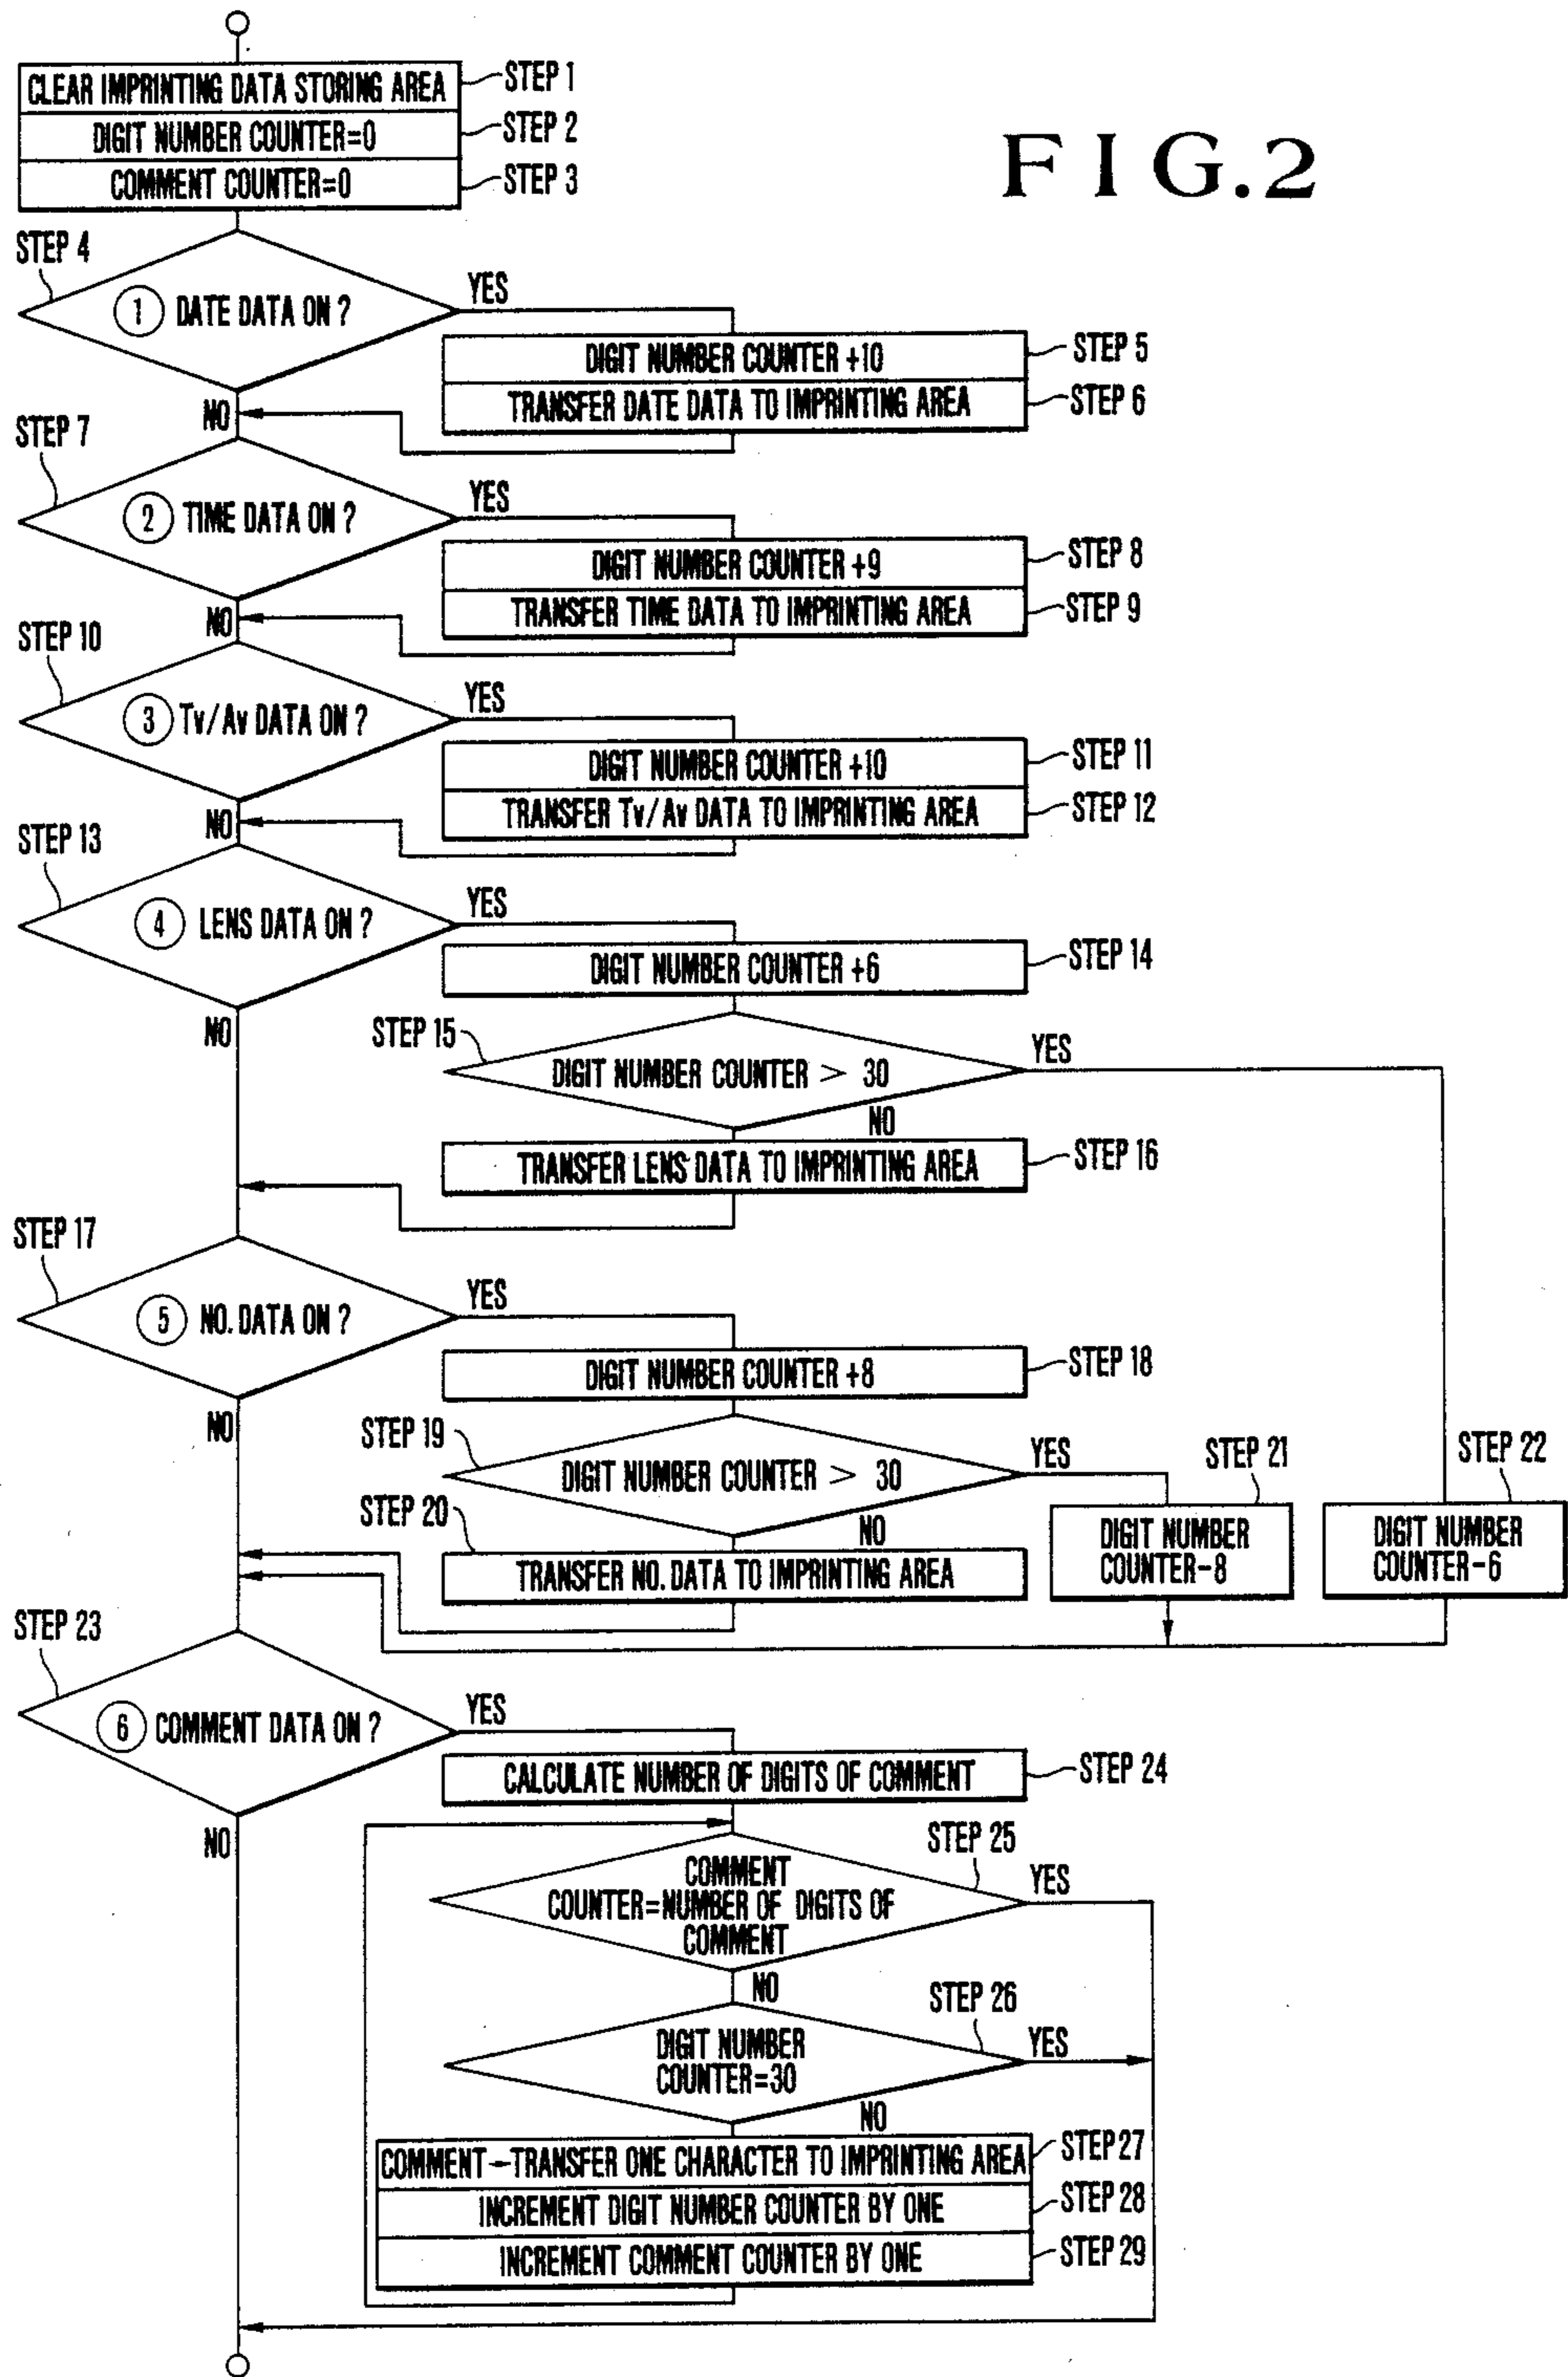 FIG.2
CLEAR IMPRINTING DATA STORING AREA
STEP 1
DIGIT NUMBER COUNTER=0
STEP 2
COMMENT COUNTER=0
STEP 3
STEP 4
1 DATE DATA ON ?
YES
NO
DIGIT NUMBER COUNTER +10
STEP 5
TRANSFER DATE DATA TO IMPRINTING AREA
STEP 6
STEP 7
2 TIME DATA ON ?
YES
NO
DIGIT NUMBER COUNTER +9
STEP 8
TRANSFER TIME DATA TO IMPRINTING AREA
STEP 9
STEP 10
3 Tv/Av DATA ON ?
YES
NO
DIGIT NUMBER COUNTER +10
STEP 11
TRANSFER Tv/Av DATA TO IMPRINTING AREA
STEP 12
STEP 13
4 LENS DATA ON ?
YES
NO
DIGIT NUMBER COUNTER +6
STEP 14
STEP 15
DIGIT NUMBER COUNTER > 30
YES
NO
TRANSFER LENS DATA TO IMPRINTING AREA
STEP 16
STEP 17
5 NO. DATA ON ?
YES
NO
DIGIT NUMBER COUNTER +8
STEP 18
STEP 19
DIGIT NUMBER COUNTER > 30
YES
NO
STEP 20
TRANSFER NO. DATA TO IMPRINTING AREA
STEP 21
DIGIT NUMBER
COUNTER-8
STEP 22
DIGIT NUMBER
COUNTER-6
STEP 23
6 COMMENT DATA ON ?
YES
NO
CALCULATE NUMBER OF DIGITS OF COMMENT
STEP 24
STEP 25
COMMENT
COUNTER=NUMBER OF DIGITS OF
COMMENT
YES
NO
STEP 26
DIGIT NUMBER
COUNTER=30
YES
NO
COMMENT-TRANSFER ONE CHARACTER TO IMPRINTING AREA
STEP 27
INCREMENT DIGIT NUMBER COUNTER BY ONE
STEP 28
INCREMENT COMMENT COUNTER BY ONE
STEP 29